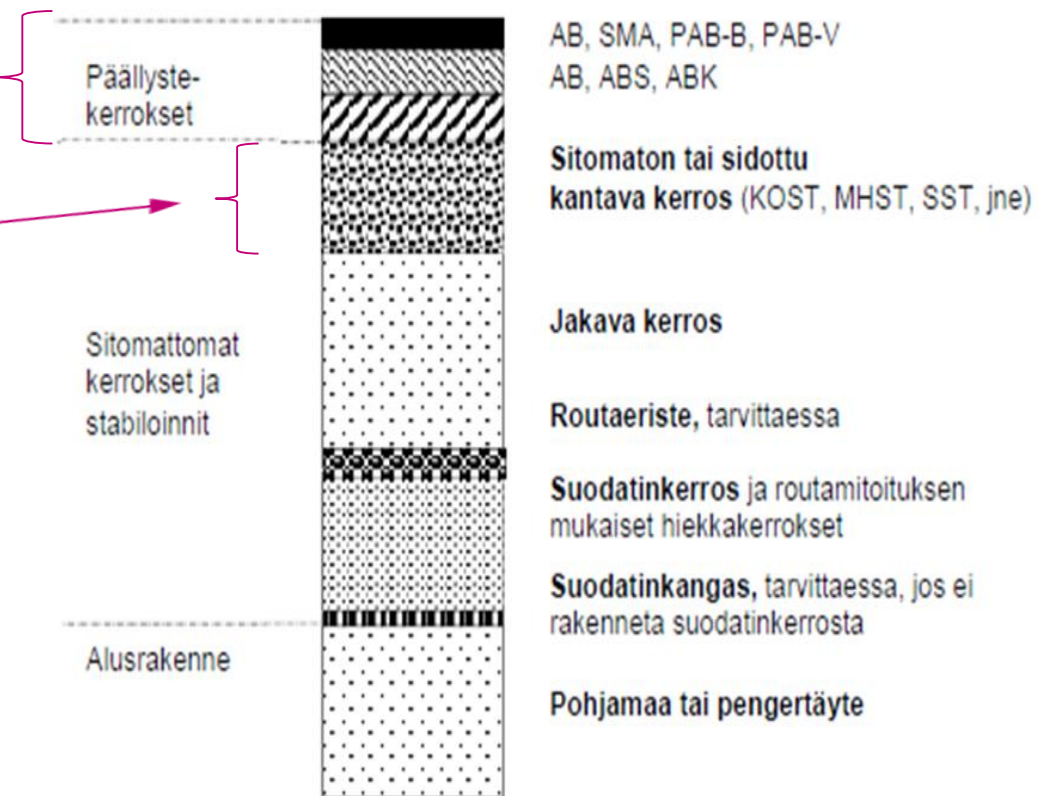 AB, SMA, PAB-B, PAB-V
AB, ABS, ABK
Päällyste-
kerrokset
Sitomaton tai sidottu
kantava kerros (KOST, MHST, SST, jne)
Jakava kerros
Sitomattomat
kerrokset ja
stabiloinnit
Routaeriste, tarvittaessa
Suodatinkerros ja routamitoituksen
mukaiset hiekkakerrokset
Suodatinkangas, tarvittaessa, jos ei
rakenneta suodatinkerrosta
Alusrakenne
Pohjamaa tai pengertäyte